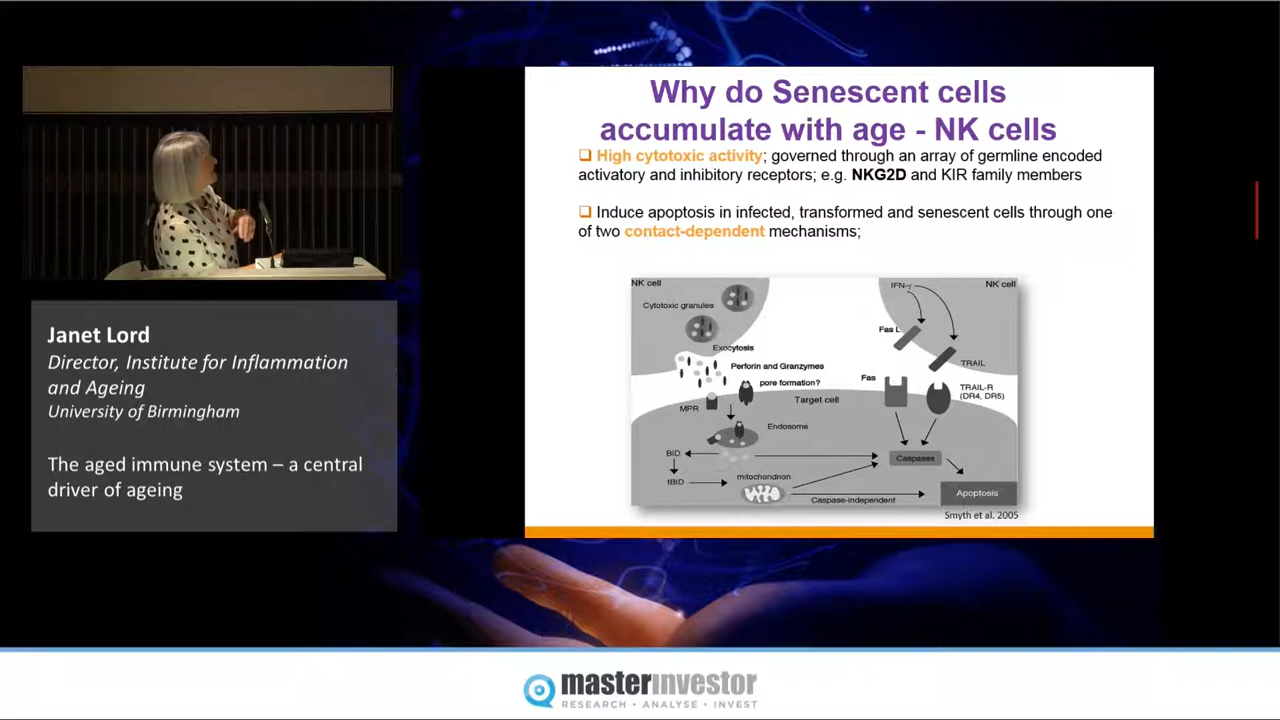 Why do Senescent cells
accumulate with age - NK cells
High cytotoxic activity; governed through an array of germline encoded
activatory and inhibitory receptors; e.g. NKG2D and KIR family members
Induce apoptosis in infected, transformed and senescent cells through one
of two contact-dependent mechanisms;
NK cell
Cytotoxic granules
Exocytosis
Perforin and Granzymes
pore formation?
MPR
Target cell
Endosome
BID
tBID
mitochondrion
Caspase-independent
IFN-γ
NK cell
Fas L
TRAIL
Fas
TRAIL-R
(DR4, DR5)
Caspases
Apoptosis
Smyth et al. 2005
Janet Lord
Director, Institute for Inflammation
and Ageing
University of Birmingham
The aged immune system – a central
driver of ageing
masterinvestor
RESEARCH • ANALYSE • INVEST